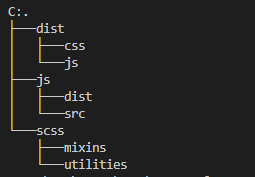 C:.
├───dist
│   ├───css
│   └───js
├───js
│   ├───dist
│   └───src
└───scss
    ├───mixins
    └───utilities